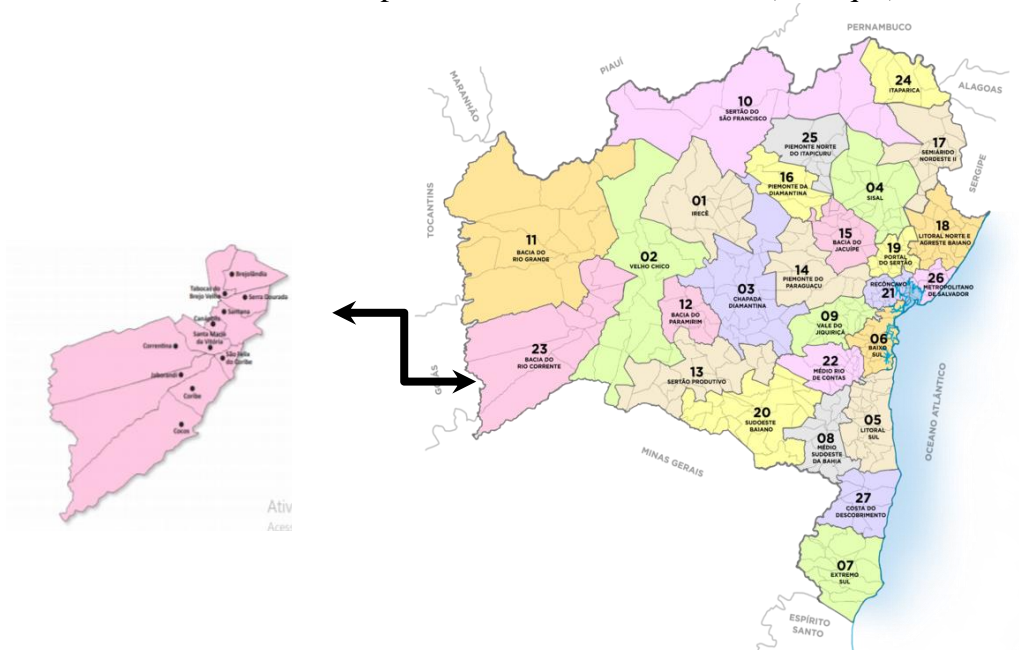 PERNAMBUCO
PIAUÍ
MARANHÃO
ALAGOAS
24
ITAPARICA
10
SERTÃO DO
SÃO FRANCISCO
25
PIEMONTE NORTE
DO ITAPICURU
17
SEMIÁRIDO
NORDESTE II
SERGIPE
16
PIEMONTE DA
DIAMANTINA
04
SISAL
01
IRECÊ
TOCANTINS
11
BACIA DO
RIO GRANDE
15
BACIA DO
JACUÍPE
18
LITORAL NORTE E
AGRESTE BAIANO
19
PORTAL
DO SERTÃO
02
VELHO CHICO
14
PIEMONTE DO
PARAGUAÇU
26
METROPOLITANO
DE SALVADOR
RECÔNCAVO
21
03
CHAPADA
DIAMANTINA
12
BACIA DO
PARAMIRIM
09
VALE DO
JIQUIRIÇÁ
06
BAIXO
SUL
23
BACIA DO
RIO CORRENTE
22
MÉDIO RIO
DE CONTAS
13
SERTÃO PRODUTIVO
GOIÁS
OCEANO ATLÂNTICO
20
SUDOESTE
BAIANO
05
LITORAL
SUL
08
MÉDIO
SUDOESTE
DA BAHIA
MINAS GERAIS
27
COSTA DO
DESCOBRIMENTO
07
EXTREMO
SUL
ESPÍRITO
SANTO
Brejolândia
Tabocas do
Brejo Velho
Serra Dourada
Santana
Canápolis
Santa Maria
da Vitória
Correntina
São Félix
do Coribe
Jaborandi
Coribe
Cocos
Ativ
Aces